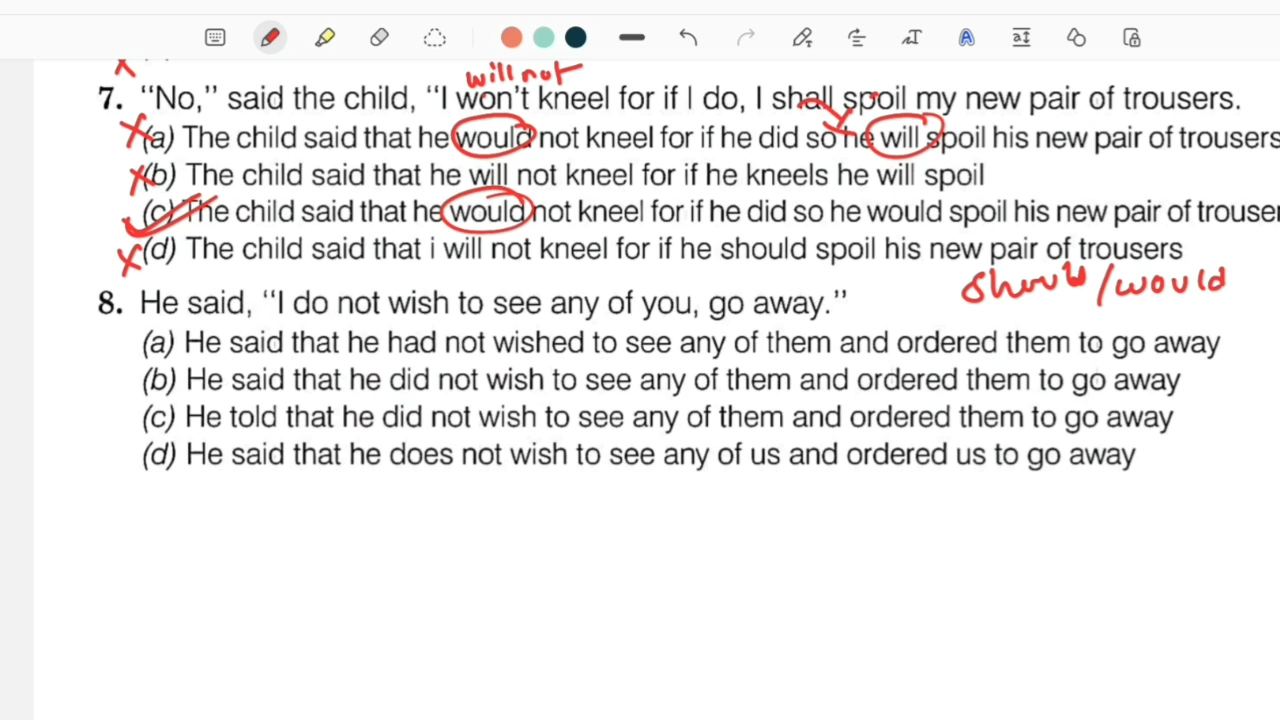 will not
7. “No,” said the child, “I won’t kneel for if I do, I shall spoil my new pair of trousers.
(a) The child said that he would not kneel for if he did so he will spoil his new pair of trousers
(b) The child said that he will not kneel for if he kneels he will spoil
(c) The child said that he would not kneel for if he did so he would spoil his new pair of
(d) The child said that i will not kneel for if he should spoil his new pair of trousers
should/would
8. He said, “I do not wish to see any of you, go away.”
(a) He said that he had not wished to see any of them and ordered them to go away
(b) He said that he did not wish to see any of them and ordered them to go away
(c) He told that he did not wish to see any of them and ordered them to go away
(d) He said that he does not wish to see any of us and ordered us to go away